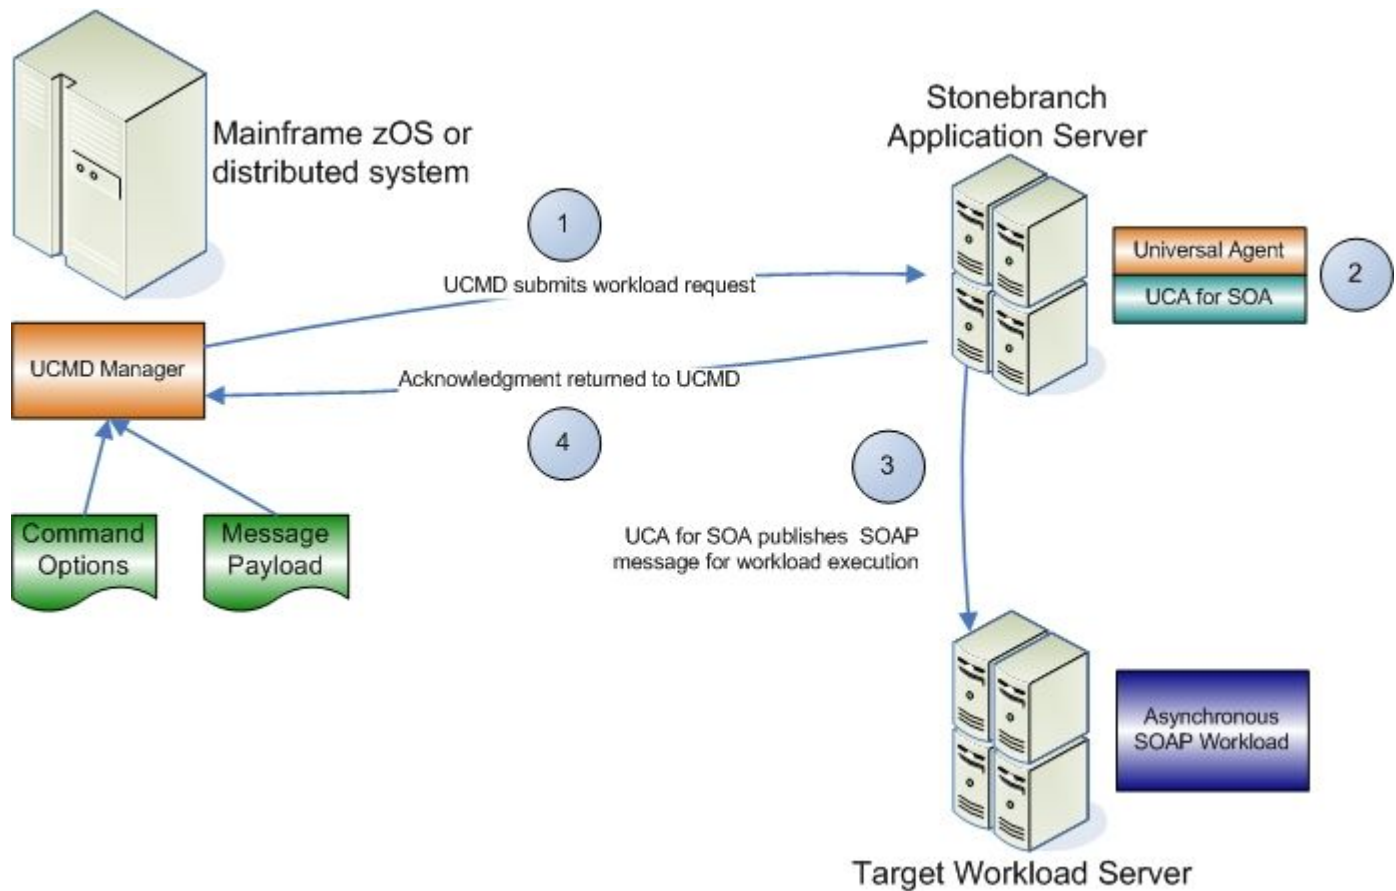 Mainframe zOS or
distributed system
Stonebranch
Application Server
1
UCMD submits workload request
Universal Agent
UCA for SOA
2
UCMD Manager
Acknowledgment returned to UCMD
4
3
Command
Options
Message
Payload
UCA for SOA publishes SOAP
message for workload execution
Asynchronous
SOAP Workload
Target Workload Server